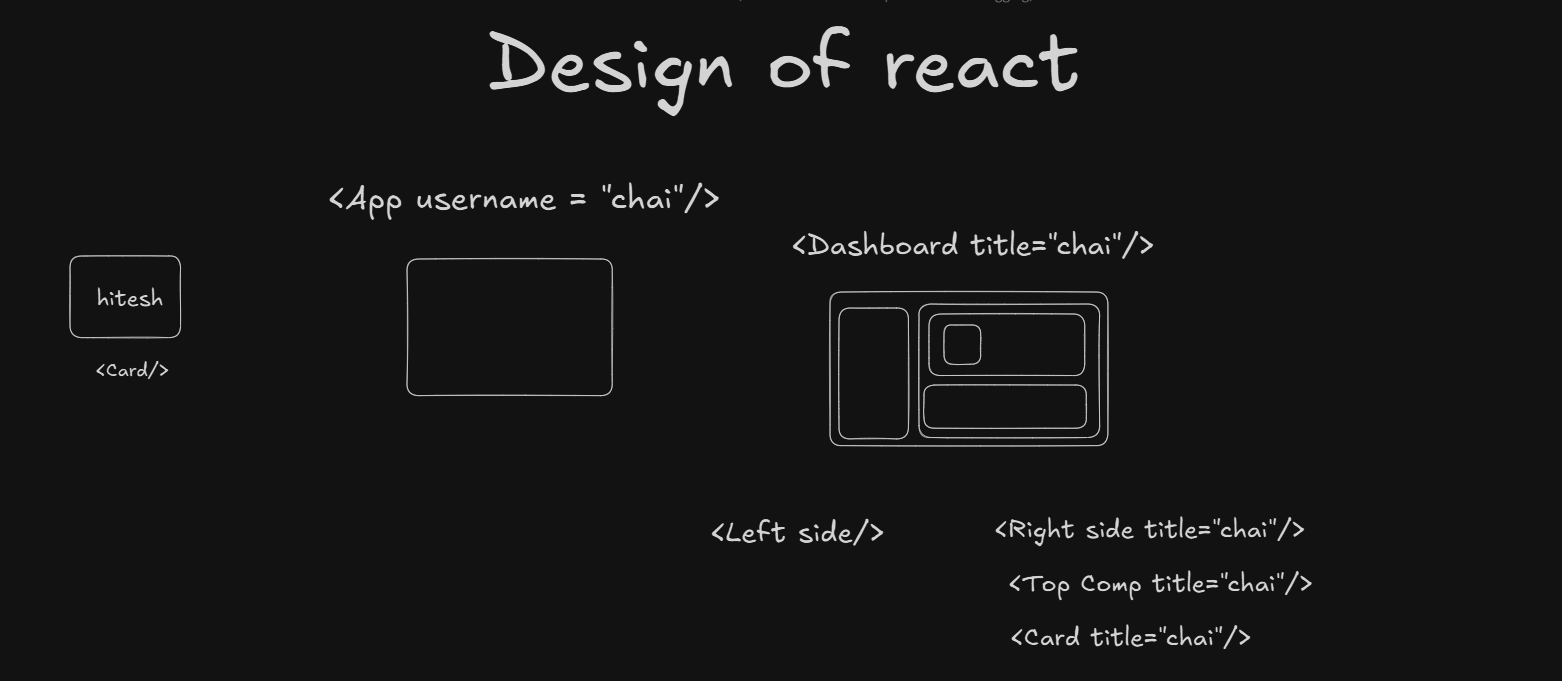 Design of react
<App username = "chai"/>
<Dashboard title="chai"/>
hitesh
<Card/>
<Left side/>
<Right side title="chai"/>
<Top Comp title="chai"/>
<Card title="chai"/>